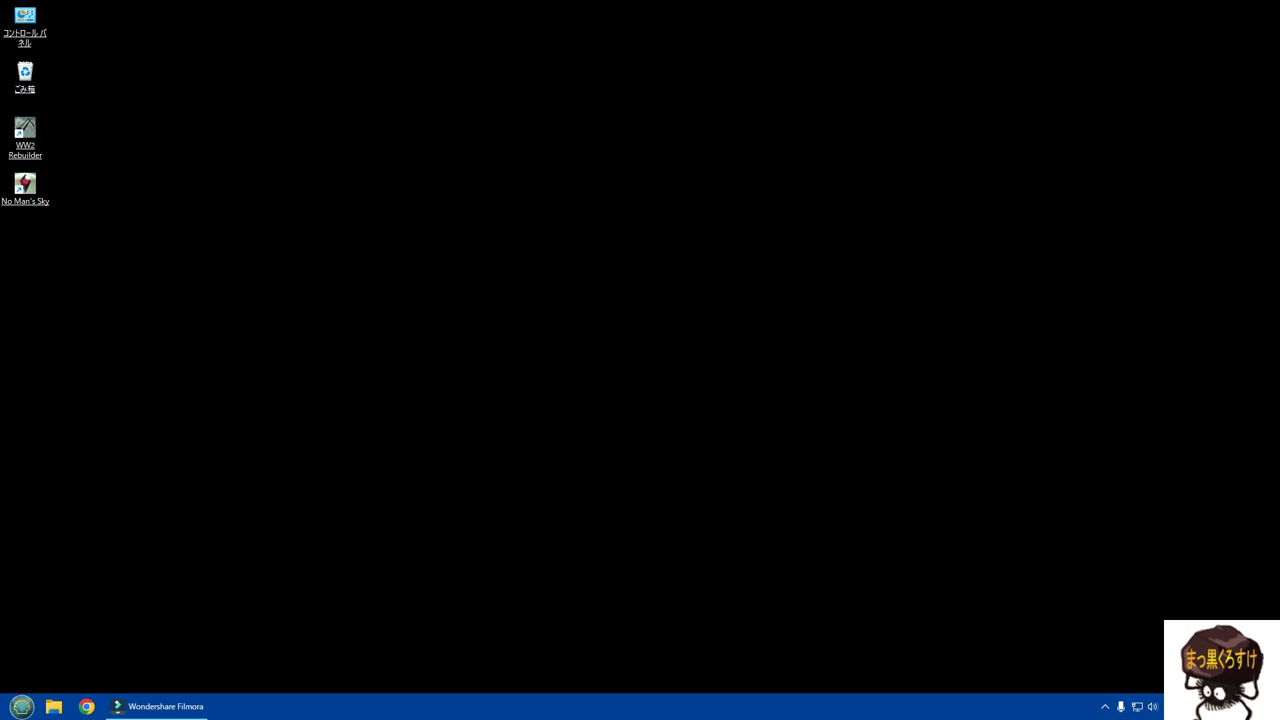 コントロール パ
ネル
ごみ箱
WW2
Rebuilder
No Man's Sky
Wondershare Filmora
まっ黒くろすけ